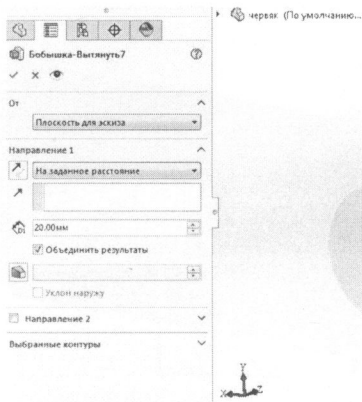 червяк (По умолчанию...
Бобышка-Вытянуть7
От
Плоскость для эскиза
Направление 1
На заданное расстояние
D1
20.00мм
Объединить результаты
Уклон наружу
Направление 2
Выбранные контуры
Y
X
Z